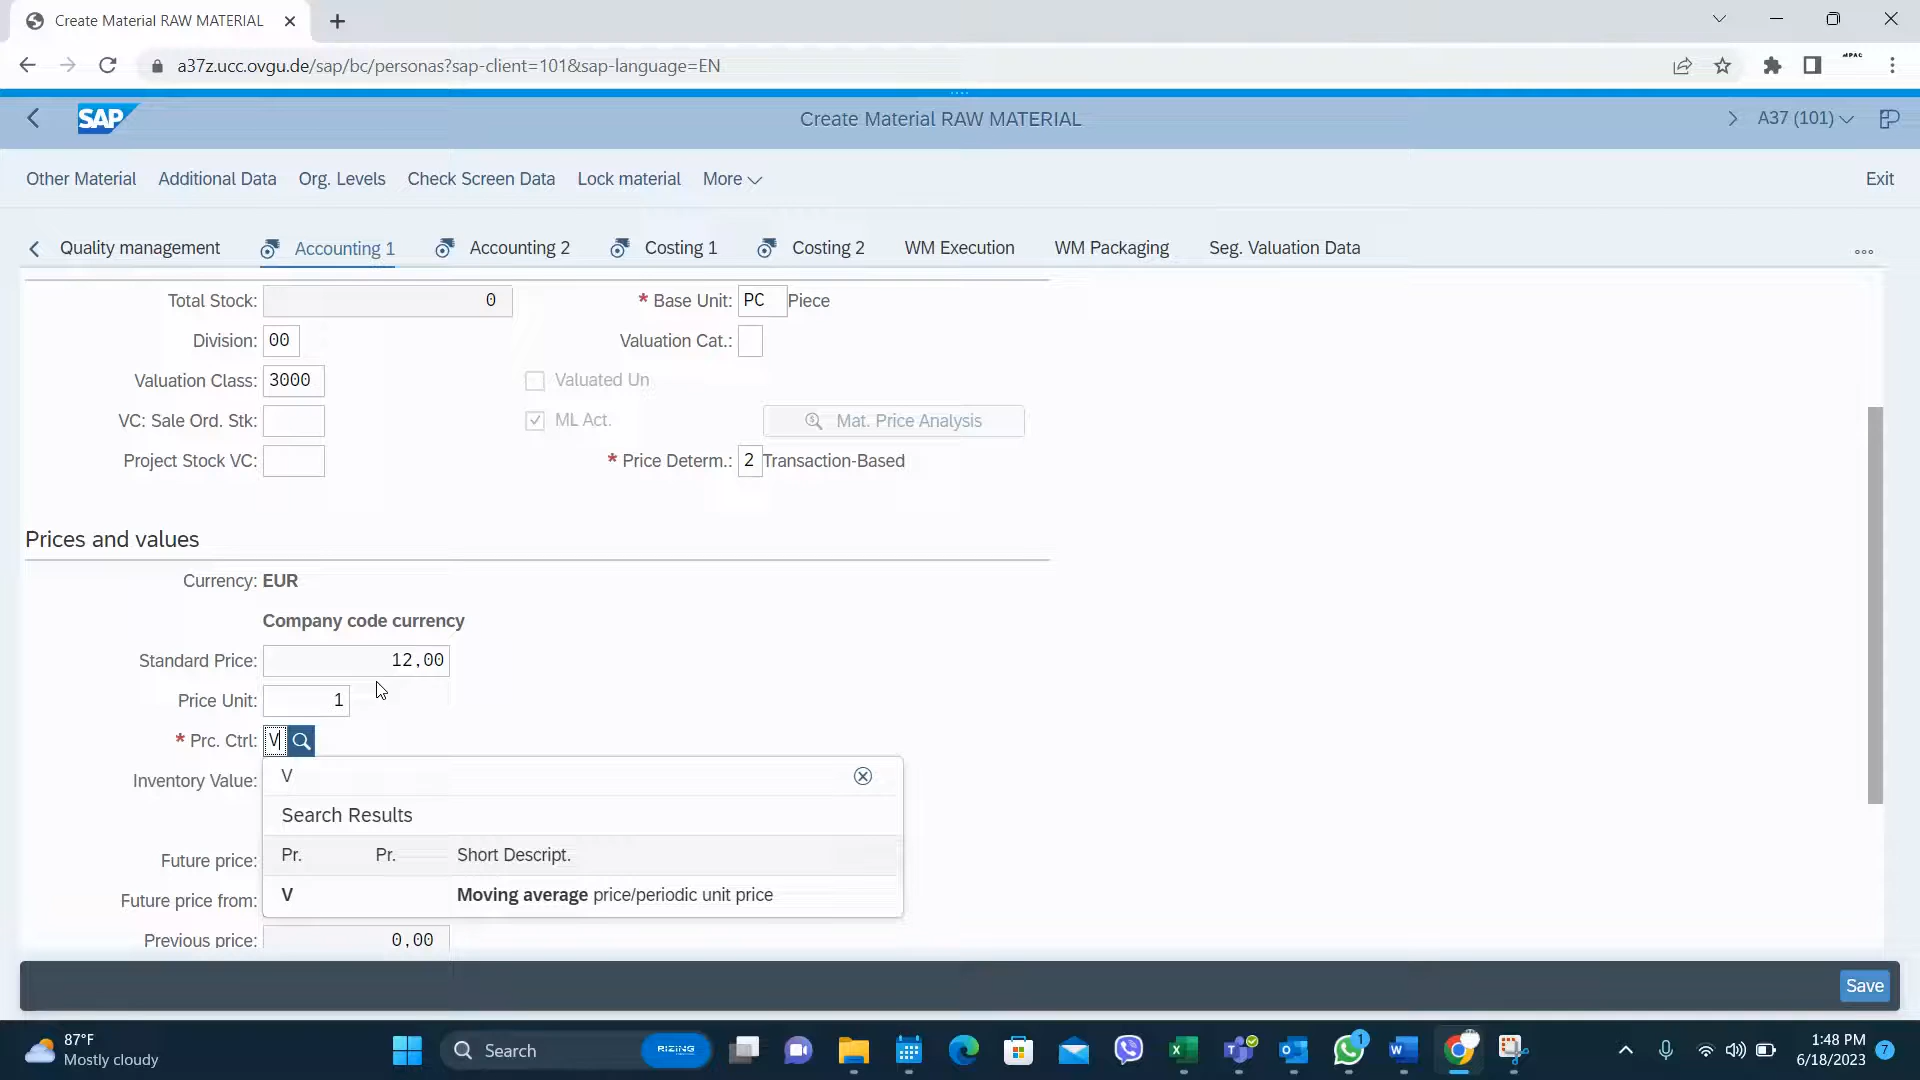 Create Material RAW MATERIAL
a37z.ucc.ovgu.de/sap/bc/personas?sap-client=101&sap-language=EN
SAP
Create Material RAW MATERIAL
A37 (101)
Other Material
Additional Data
Org. Levels
Check Screen Data
Lock material
More
Exit
Quality management
Accounting 1
Accounting 2
Costing 1
Costing 2
WM Execution
WM Packaging
Seg. Valuation Data
Total Stock: 0
* Base Unit: PC Piece
Division: 00
Valuation Cat.:
Valuation Class: 3000
Valuated Un
VC: Sale Ord. Stk:
ML Act.
Mat. Price Analysis
Project Stock VC:
* Price Determ.: 2 Transaction-Based
Prices and values
Currency: EUR
Company code currency
Standard Price: 12,00
Price Unit: 1
* Prc. Ctrl: V
Inventory Value:
V
Search Results
Pr. Pr. Short Descript.
V Moving average price/periodic unit price
Future price:
Future price from:
Previous price: 0,00
Save
87°F
Mostly cloudy
Search
RIZING
1
1:48 PM
6/18/2023
7